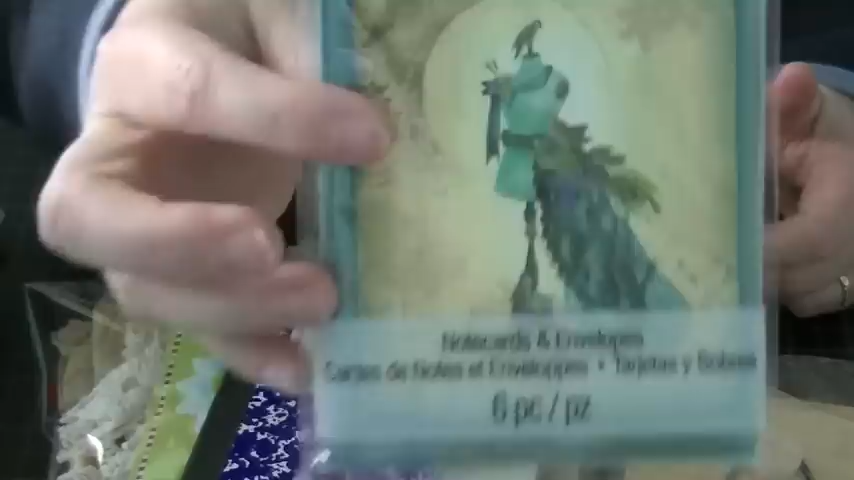 Notecards & Envelopes
Cartes de Notes et Enveloppes • Tarjetas y Sobres
6 pc / pz